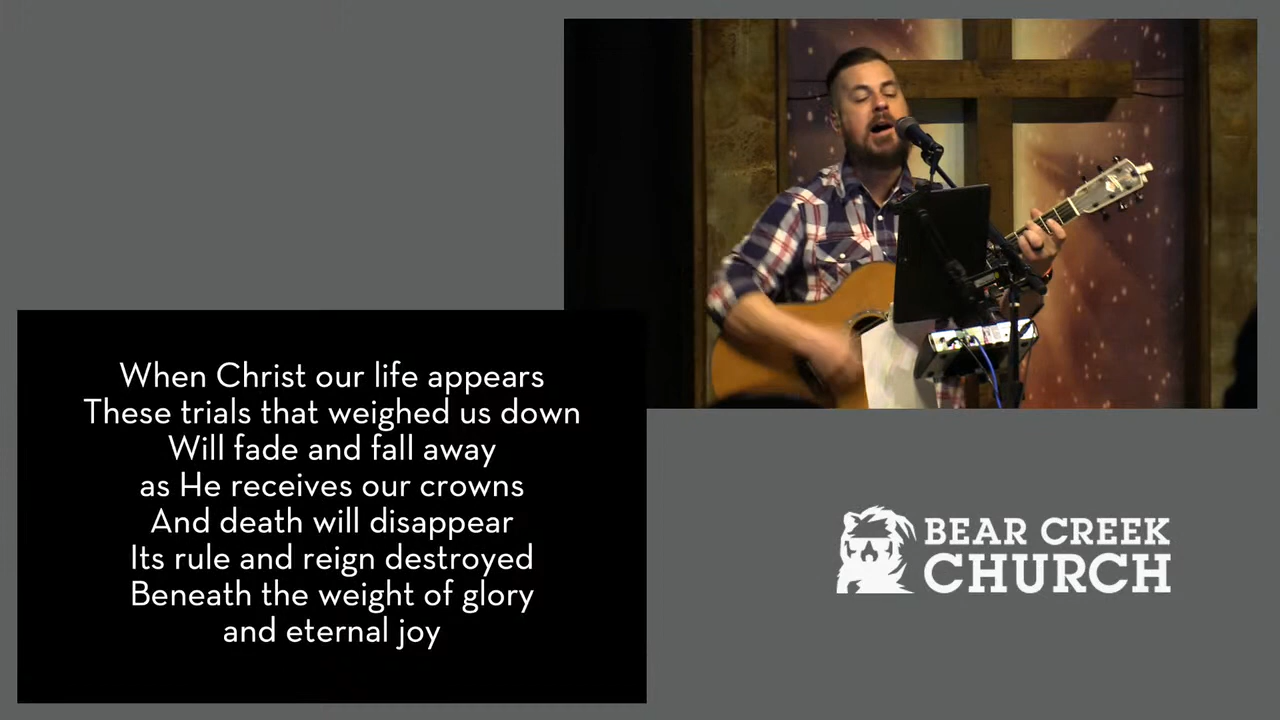 When Christ our life appears
These trials that weighed us down
Will fade and fall away
as He receives our crowns
And death will disappear
Its rule and reign destroyed
Beneath the weight of glory
and eternal joy
BEAR CREEK
CHURCH